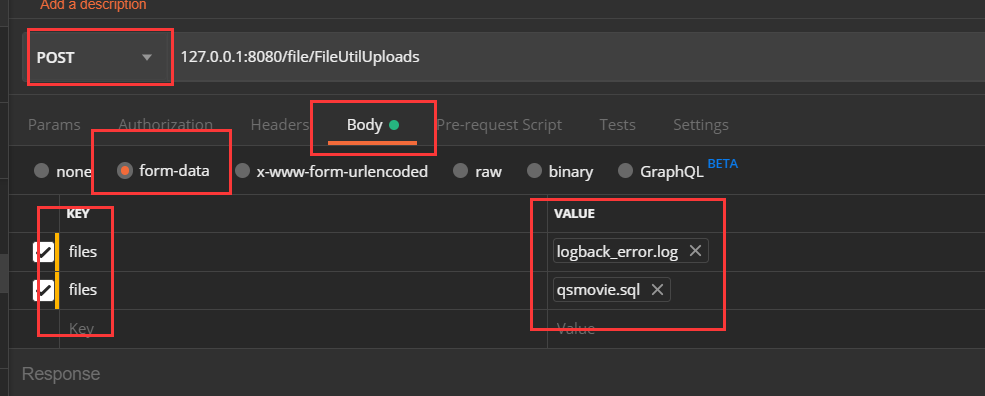 Add a description
POST 127.0.0.1:8080/file/FileUtilUploads
Params Authorization Headers Body Pre-request Script Tests Settings
none form-data x-www-form-urlencoded raw binary GraphQL BETA
KEY VALUE
files logback_error.log
files qsmovie.sql
Key Value
Response